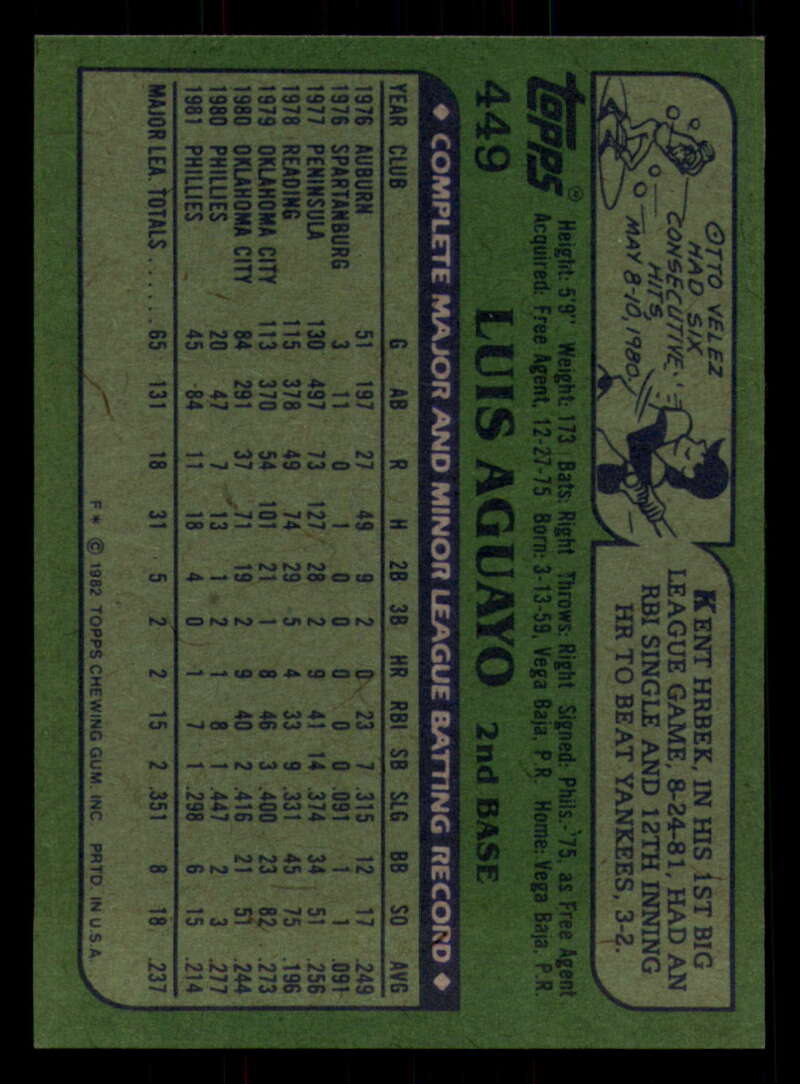 OTTO VELEZ
HAD SIX
CONSECUTIVE
HITS,
MAY 8-10, 1980.
KENT HRBEK, IN HIS 1ST BIG
LEAGUE GAME, 8-24-81, HAD AN
RBI SINGLE AND 12TH INNING
HR TO BEAT YANKEES, 3-2.
topps®
Height: 5'9" Weight: 173 Bats: Right Throws: Right Signed: Phils.-'75, as Free Agent
Acquired: Free Agent, 12-27-75 Born: 3-13-59, Vega Baja, P.R. Home: Vega Baja, P.R.
449 LUIS AGUAYO 2nd BASE
◆ COMPLETE MAJOR AND MINOR LEAGUE BATTING RECORD ◆
YEAR CLUB G AB R H 2B 3B HR RBI SB SLG BB SO AVG
1976 AUBURN 51 197 27 49 9 2 0 23 7 .315 12 17 .249
1976 SPARTANBURG 3 11 0 1 0 0 0 0 0 .091 1 1 .091
1977 PENINSULA 130 497 73 127 28 2 9 41 14 .374 34 51 .256
1978 READING 115 378 49 74 29 5 4 33 9 .331 45 75 .196
1979 OKLAHOMA CITY 113 370 54 101 21 1 8 46 3 .400 23 82 .273
1980 OKLAHOMA CITY 84 291 37 71 19 2 9 40 2 .416 21 51 .244
1980 PHILLIES 20 47 7 13 1 2 1 8 1 .447 2 3 .277
1981 PHILLIES 45 84 11 18 4 0 1 7 1 .298 6 15 .214
MAJOR LEA. TOTALS ...... 65 131 18 31 5 2 2 15 2 .351 8 18 .237
F* © 1982 TOPPS CHEWING GUM, INC. PRTD. IN U.S.A.